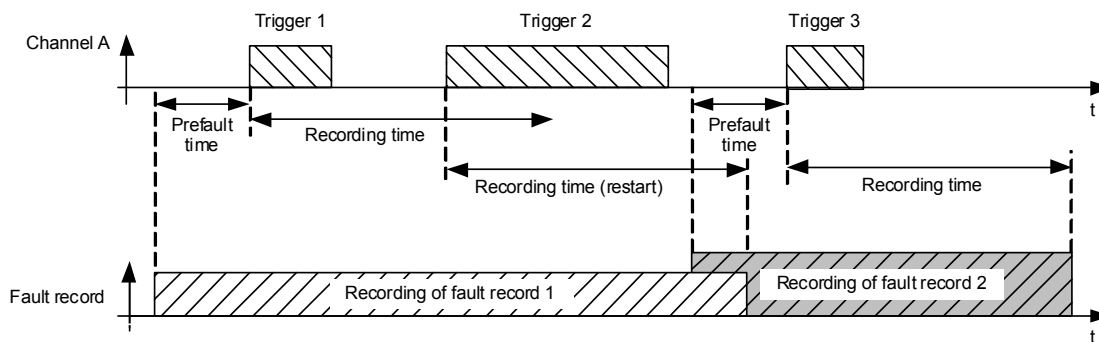 Trigger 1
Trigger 2
Trigger 3
Channel A
t
Prefault
time
Recording time
Prefault
time
Recording time (restart)
Recording time
Recording of fault record 1
Recording of fault record 2
Fault record
t